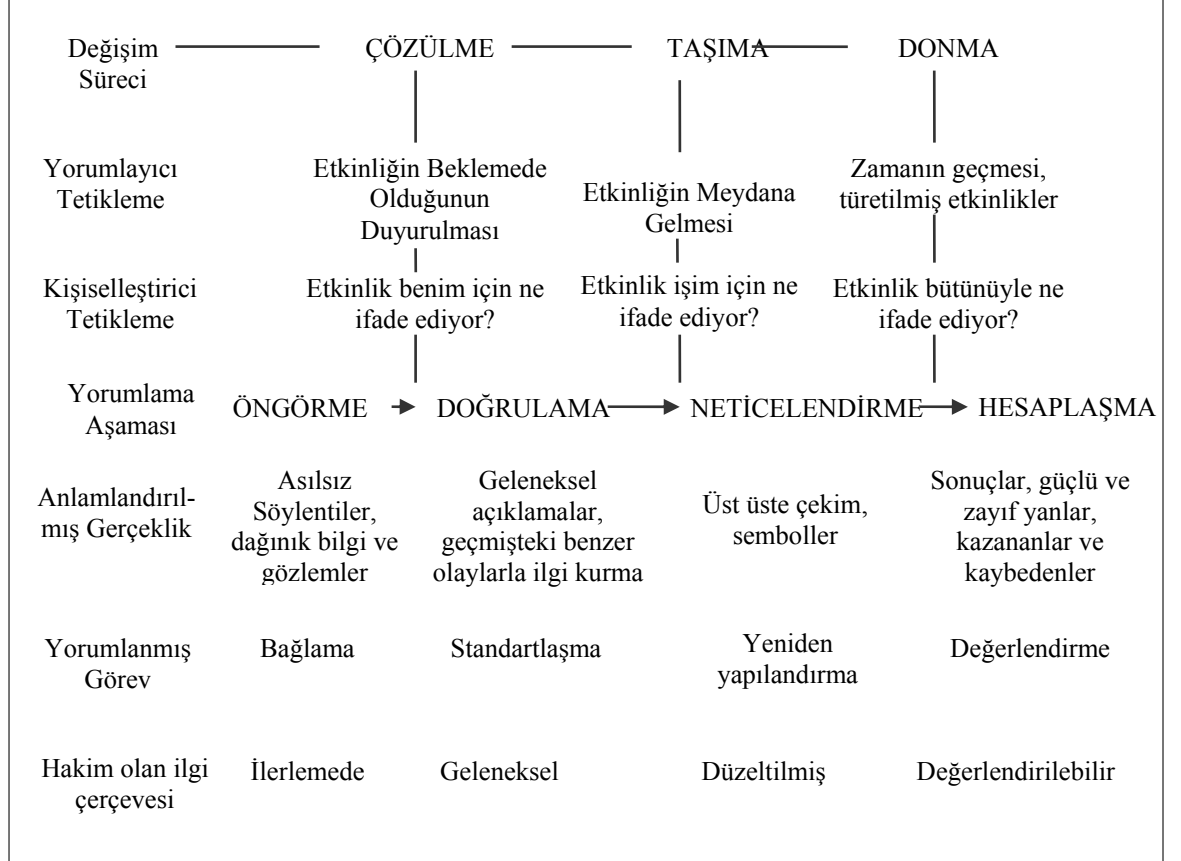 Değişim Süreci
ÇÖZÜLME
TAŞIMA
DONMA
Yorumlayıcı
Tetikleme
Etkinliğin Beklemede
Olduğunun
Duyurulması
Etkinliğin Meydana
Gelmesi
Zamanın geçmesi,
türetilmiş etkinlikler
Kişiselleştirici
Tetikleme
Etkinlik benim için ne
ifade ediyor?
Etkinlik işim için ne
ifade ediyor?
Etkinlik bütünüyle ne
ifade ediyor?
Yorumlama
Aşaması
ÖNGÖRME
DOĞRULAMA
NETİCELENDİRME
HESAPLAŞMA
Anlamlandırıl-
mış Gerçeklik
Asılsız
Söylentiler,
dağınık bilgi ve
gözlemler
Geleneksel
açıklamalar,
geçmişteki benzer
olaylarla ilgi kurma
Üst üste çekim,
semboller
Sonuçlar, güçlü ve
zayıf yanlar,
kazananlar ve
kaybedenler
Yorumlanmış
Görev
Bağlama
Standartlaşma
Yeniden
yapılandırma
Değerlendirme
Hakim olan ilgi
çerçevesi
İlerlemede
Geleneksel
Düzeltilmiş
Değerlendirilebilir